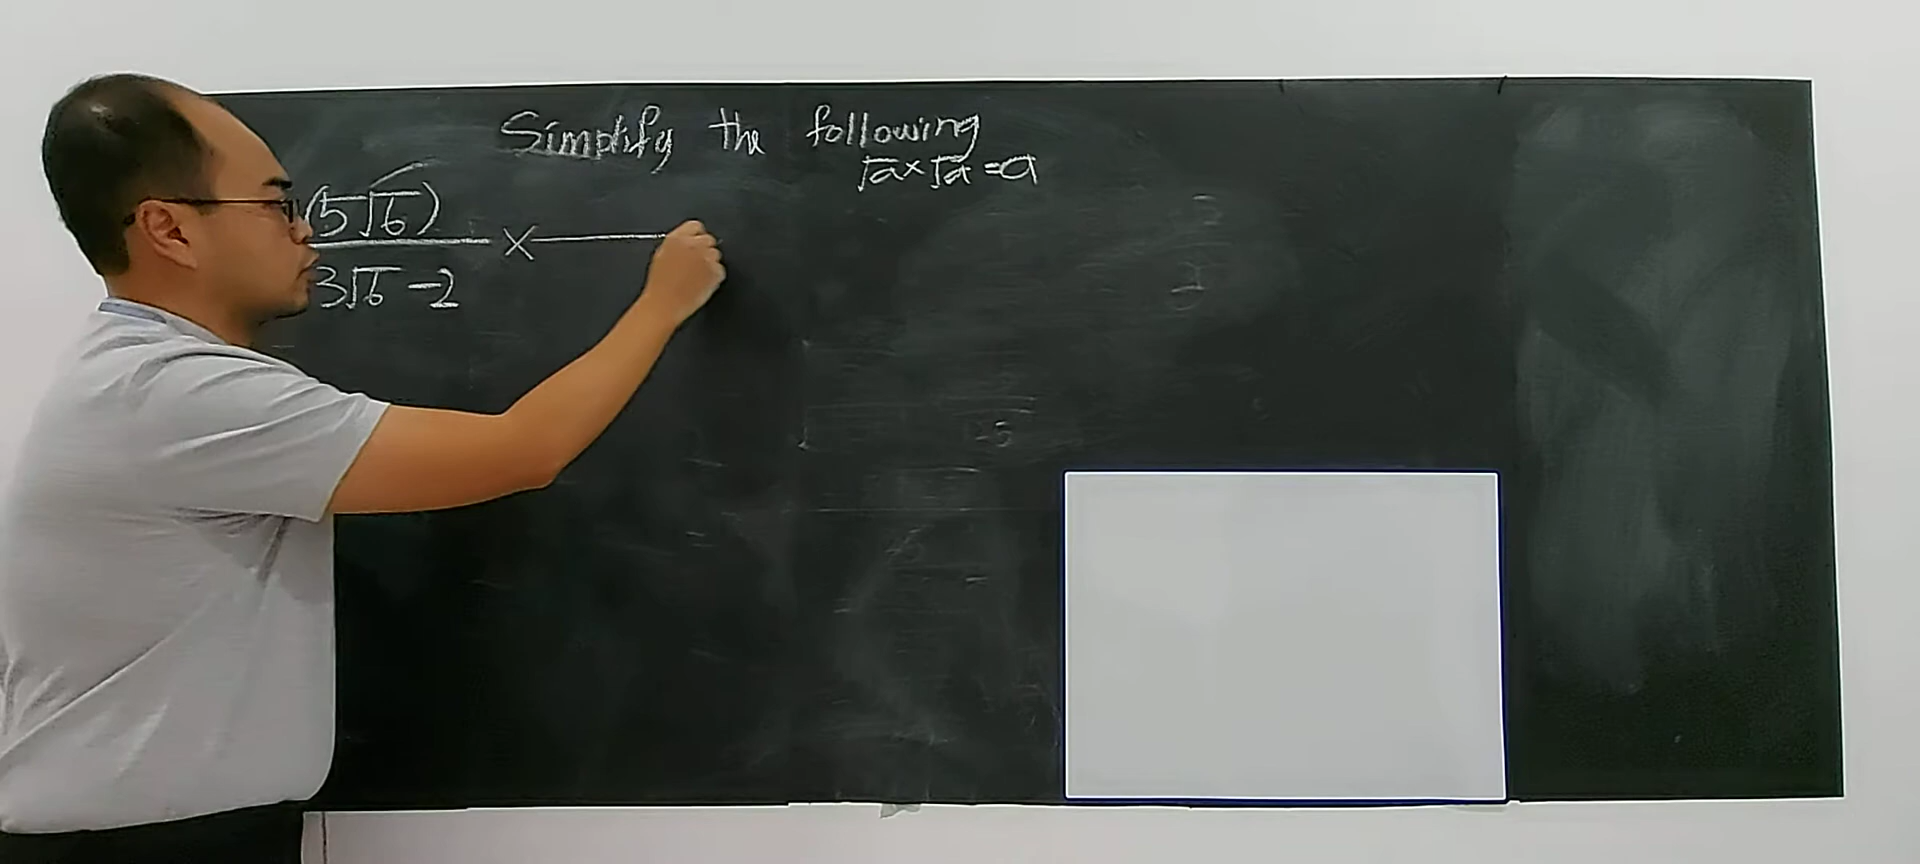 Simplify the following
√a×√a=a
(5√6)
3√6-2
×